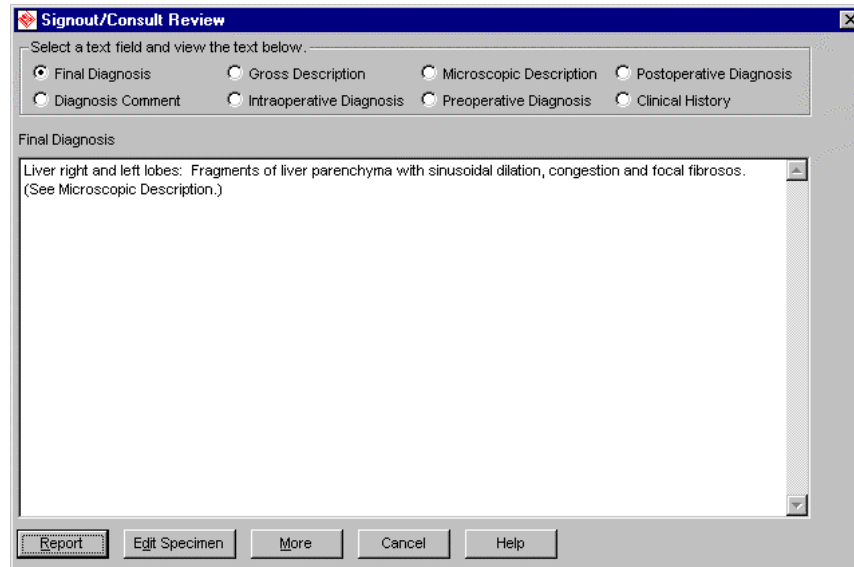 Signout/Consult Review
Select a text field and view the text below.
Final Diagnosis Gross Description Microscopic Description Postoperative Diagnosis
Diagnosis Comment Intraoperative Diagnosis Preoperative Diagnosis Clinical History
Final Diagnosis
Liver right and left lobes: Fragments of liver parenchyma with sinusoidal dilation, congestion and focal fibrosos.
(See Microscopic Description.)
Report Edit Specimen More Cancel Help